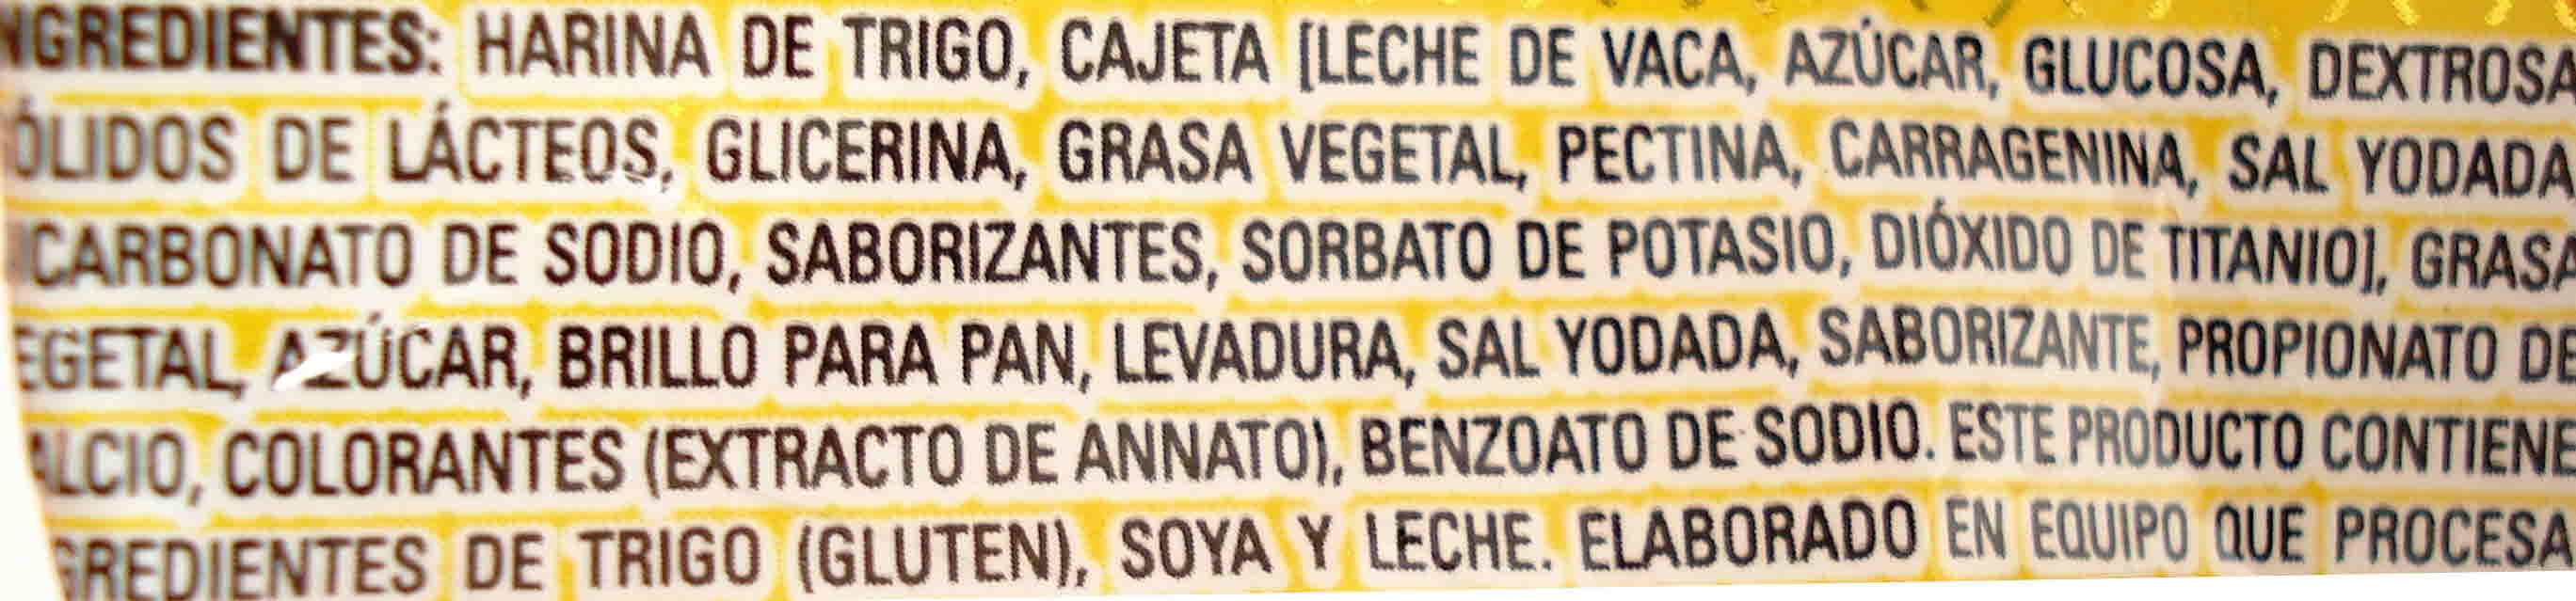 INGREDIENTES: HARINA DE TRIGO, CAJETA [LECHE DE VACA, AZÚCAR, GLUCOSA, DEXTROSA
ÓLIDOS DE LÁCTEOS, GLICERINA, GRASA VEGETAL, PECTINA, CARRAGENINA, SAL YODADA,
CARBONATO DE SODIO, SABORIZANTES, SORBATO DE POTASIO, DIÓXIDO DE TITANIO], GRASA
EGETAL, AZÚCAR, BRILLO PARA PAN, LEVADURA, SAL YODADA, SABORIZANTE, PROPIONATO DE
ALCIO, COLORANTES (EXTRACTO DE ANNATO), BENZOATO DE SODIO. ESTE PRODUCTO CONTIENE
GREDIENTES DE TRIGO (GLUTEN), SOYA Y LECHE. ELABORADO EN EQUIPO QUE PROCESA